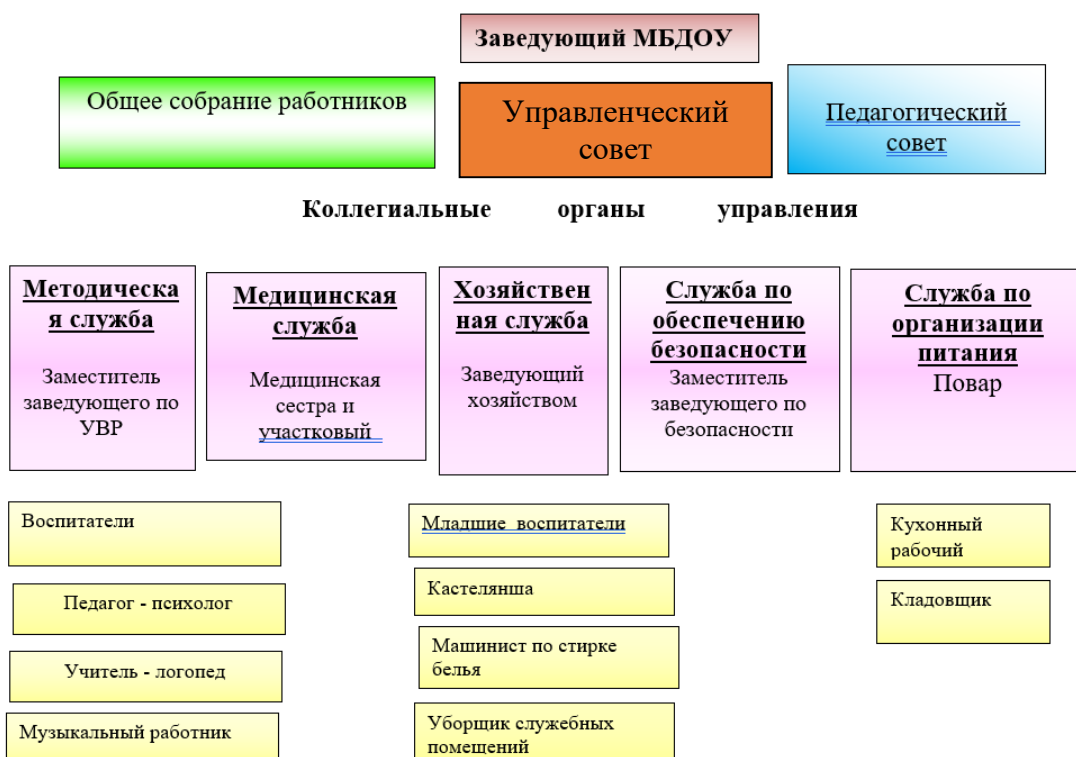 Заведующий МБДОУ
Общее собрание работников
Управленческий
совет
Педагогический
совет
Коллегиальные органы управления
Методическа
я служба
Заместитель
заведующего по
УВР
Медицинская
служба
Медицинская
сестра и
участковый
Хозяйствен
ная служба
Заведующий
хозяйством
Служба по
обеспечению
безопасности
Заместитель
заведующего по
безопасности
Служба по
организации
питания
Повар
Воспитатели
Педагог - психолог
Учитель - логопед
Музыкальный работник
Младшие воспитатели
Кастелянша
Машинист по стирке
белья
Уборщик служебных
помещений
Кухонный
рабочий
Кладовщик